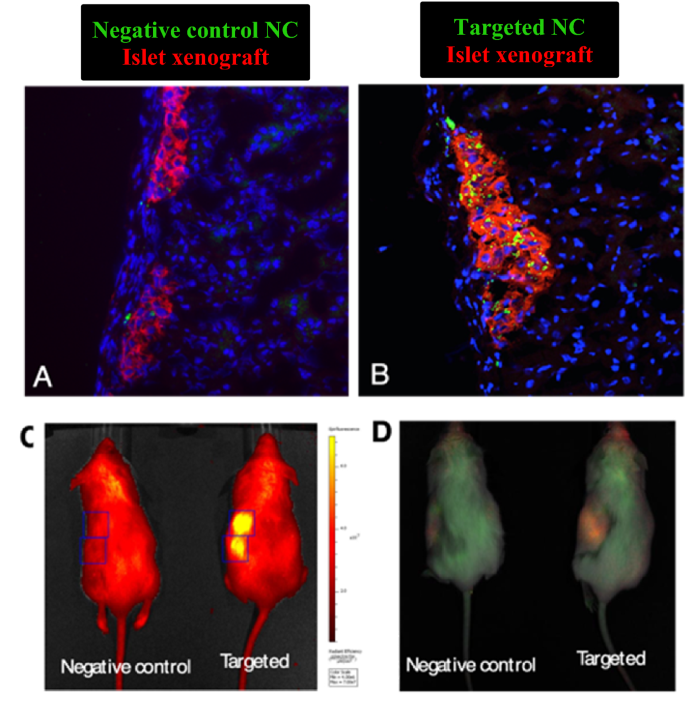 Negative control NC
Islet xenograft
Targeted NC
Islet xenograft
A
B
C
Negative control
Targeted
D
Negative control
Targeted